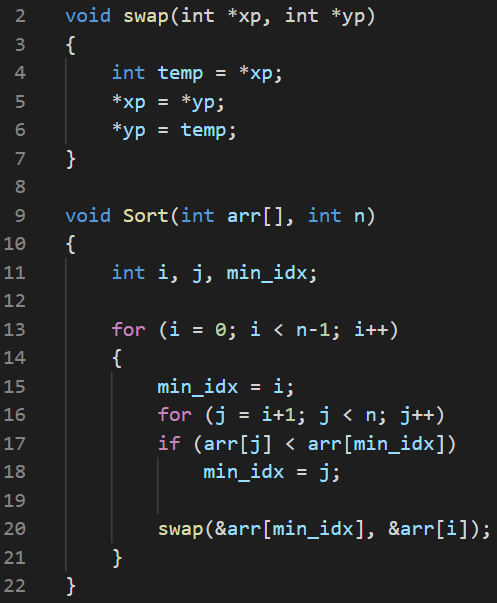 2 void swap(int *xp, int *yp)
3 {
4     int temp = *xp;
5     *xp = *yp;
6     *yp = temp;
7 }
8
9 void Sort(int arr[], int n)
10 {
11     int i, j, min_idx;
12
13     for (i = 0; i < n-1; i++)
14     {
15         min_idx = i;
16         for (j = i+1; j < n; j++)
17         if (arr[j] < arr[min_idx])
18             min_idx = j;
19
20         swap(&arr[min_idx], &arr[i]);
21     }
22 }